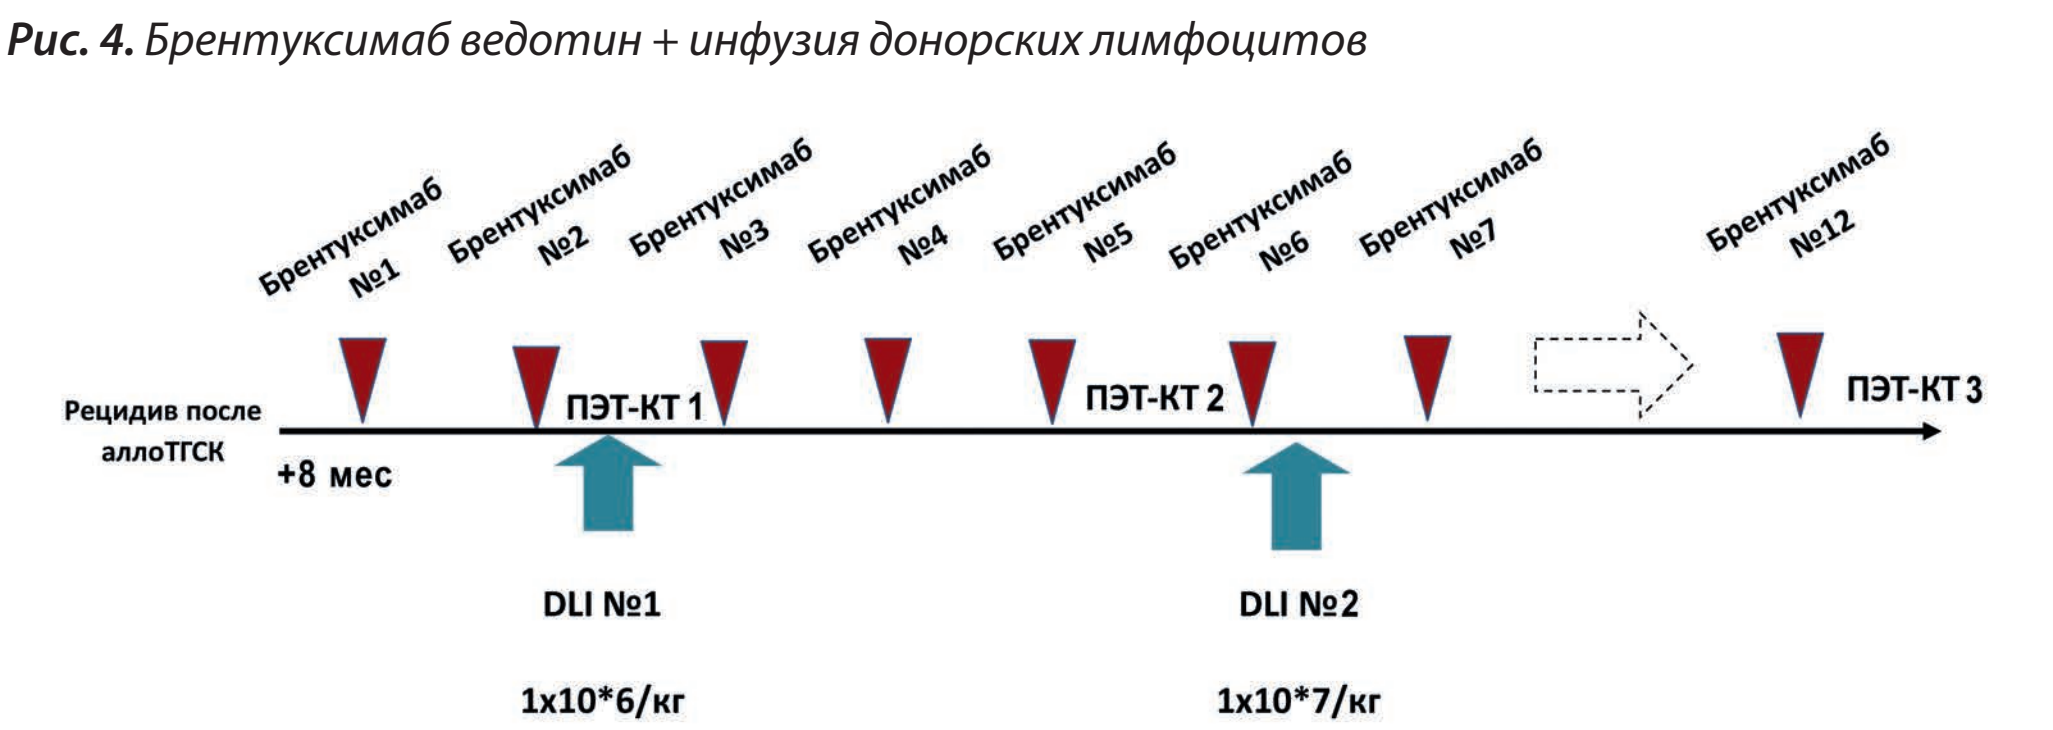 Рис. 4. Брентуксимаб ведотин + инфузия донорских лимфоцитов
Брентуксимаб
№1
Брентуксимаб
№2
Брентуксимаб
№3
Брентуксимаб
№4
Брентуксимаб
№5
Брентуксимаб
№6
Брентуксимаб
№7
Брентуксимаб
№12
Рецидив после
аллоТГСК
+8 мес
ПЭТ-КТ 1
ПЭТ-КТ 2
ПЭТ-КТ 3
DLI №1
1х10*6/кг
DLI №2
1х10*7/кг